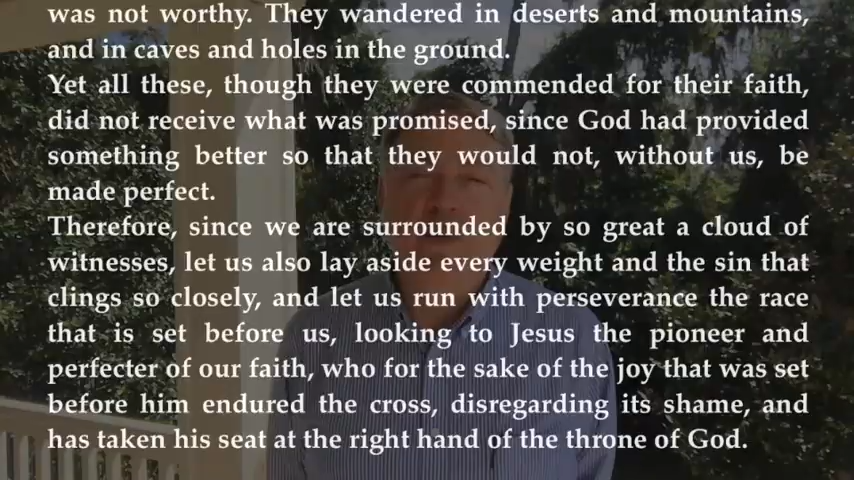 was not worthy. They wandered in deserts and mountains,
and in caves and holes in the ground.
Yet all these, though they were commended for their faith,
did not receive what was promised, since God had provided
something better so that they would not, without us, be
made perfect.
Therefore, since we are surrounded by so great a cloud of
witnesses, let us also lay aside every weight and the sin that
clings so closely, and let us run with perseverance the race
that is set before us, looking to Jesus the pioneer and
perfecter of our faith, who for the sake of the joy that was set
before him endured the cross, disregarding its shame, and
has taken his seat at the right hand of the throne of God.